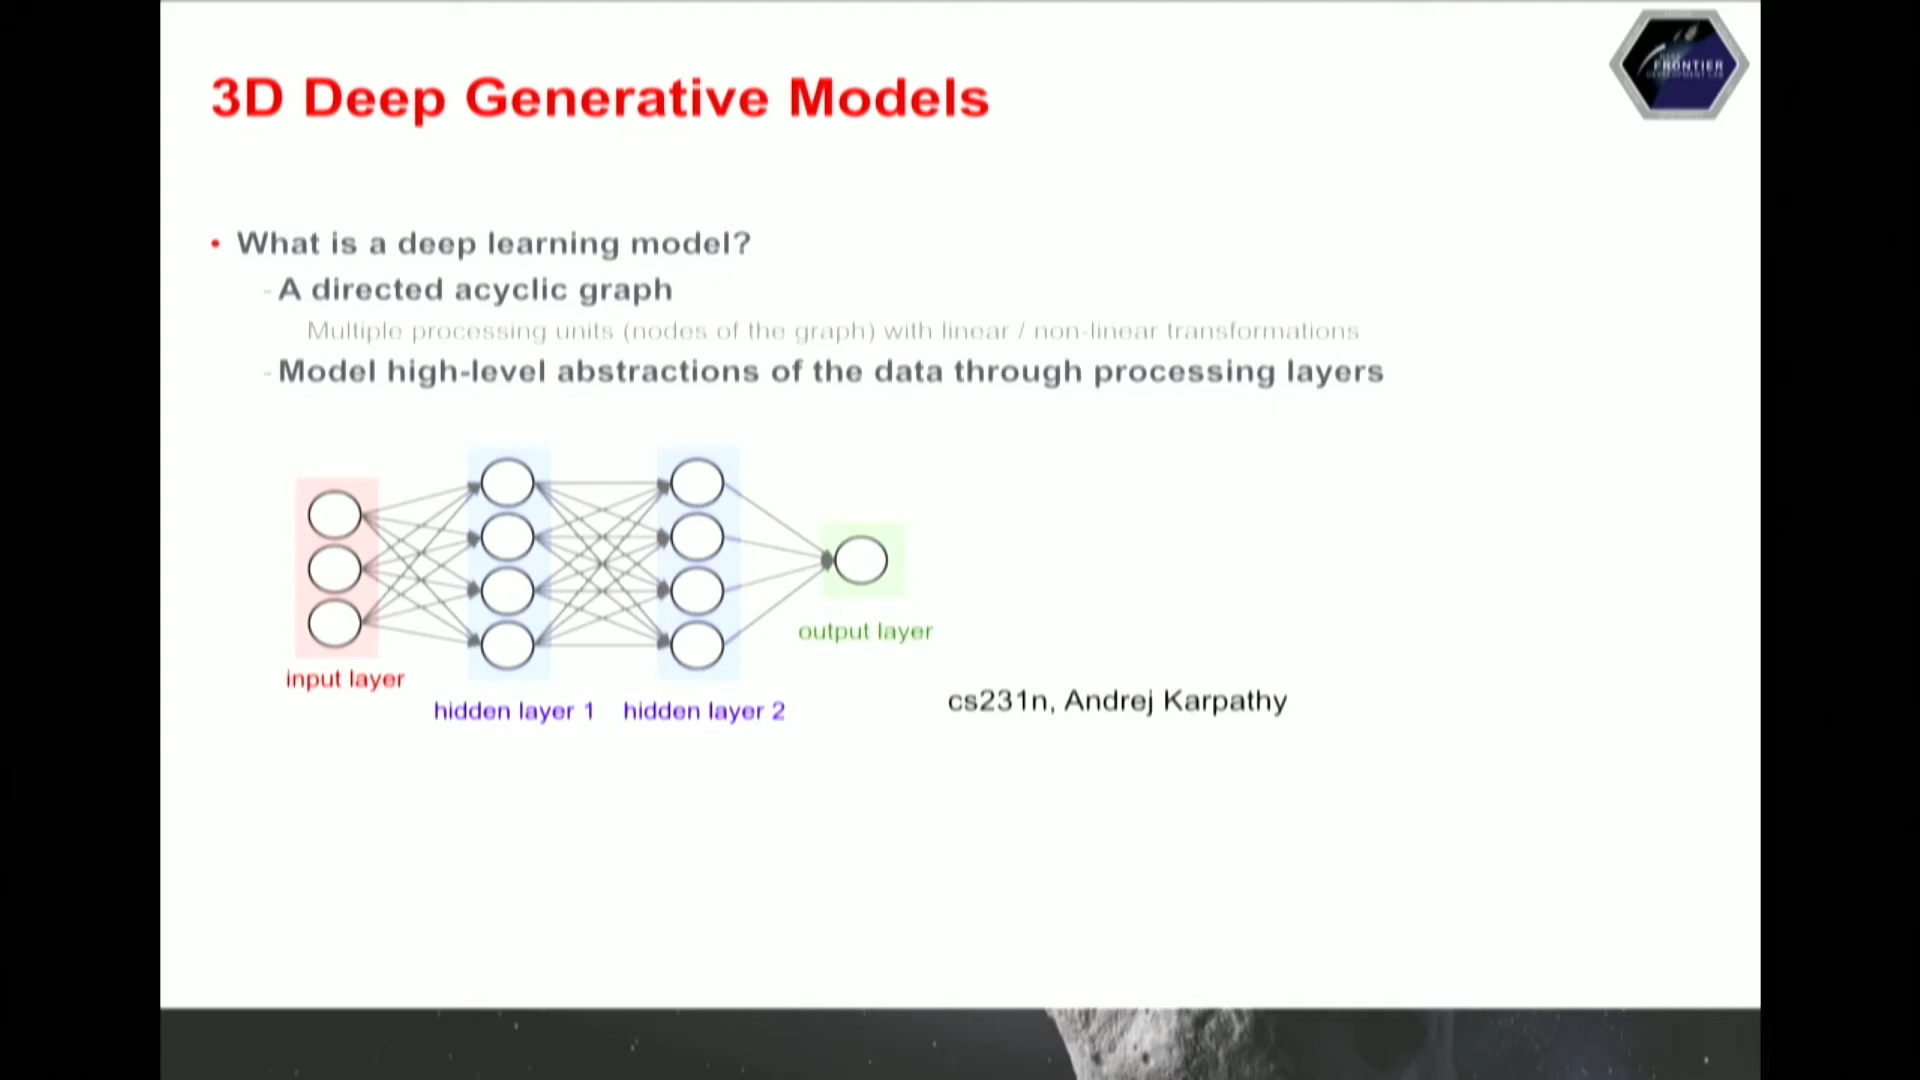 FRONTIER
3D Deep Generative Models
• What is a deep learning model?
- A directed acyclic graph
Multiple processing units (nodes of the graph) with linear / non-linear transformations
- Model high-level abstractions of the data through processing layers
output layer
input layer
hidden layer 1 hidden layer 2
cs231n, Andrej Karpathy